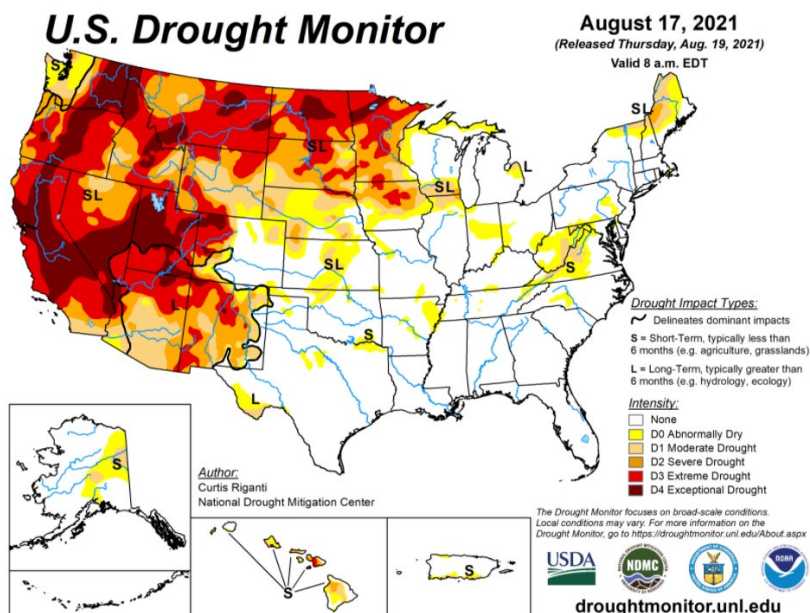 U.S. Drought Monitor
August 17, 2021
(Released Thursday, Aug. 19, 2021)
Valid 8 a.m. EDT
S
SL
SL
L
SL
SL
SL
S
L
S
L
Drought Impact Types:
Delineates dominant impacts
S = Short-Term, typically less than
6 months (e.g. agriculture, grasslands)
L = Long-Term, typically greater than
6 months (e.g. hydrology, ecology)
Intensity:
None
D0 Abnormally Dry
D1 Moderate Drought
D2 Severe Drought
D3 Extreme Drought
D4 Exceptional Drought
S
Author:
Curtis Riganti
National Drought Mitigation Center
S
S
The Drought Monitor focuses on broad-scale conditions.
Local conditions may vary. For more information on the
Drought Monitor, go to https://droughtmonitor.unl.edu/About.aspx
USDA
NDMC
NOAA
droughtmonitor.unl.edu